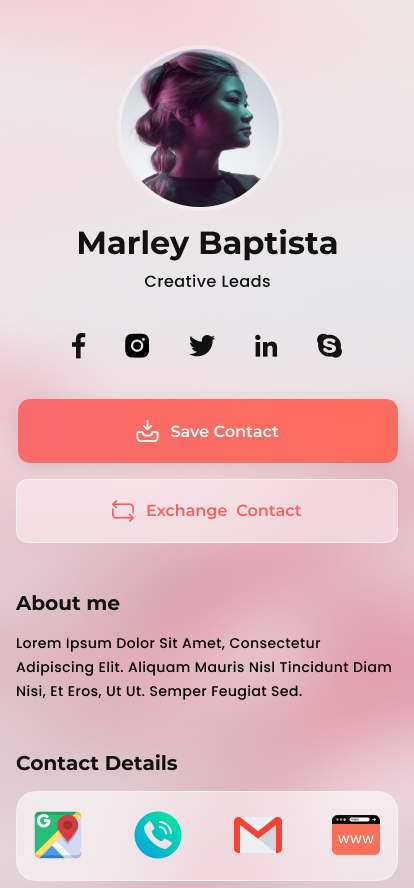 Marley Baptista
Creative Leads
Save Contact
Exchange Contact
About me
Lorem Ipsum Dolor Sit Amet, Consectetur
Adipiscing Elit. Aliquam Mauris Nisl Tincidunt Diam
Nisi, Et Eros, Ut Ut. Semper Feugiat Sed.
Contact Details
www